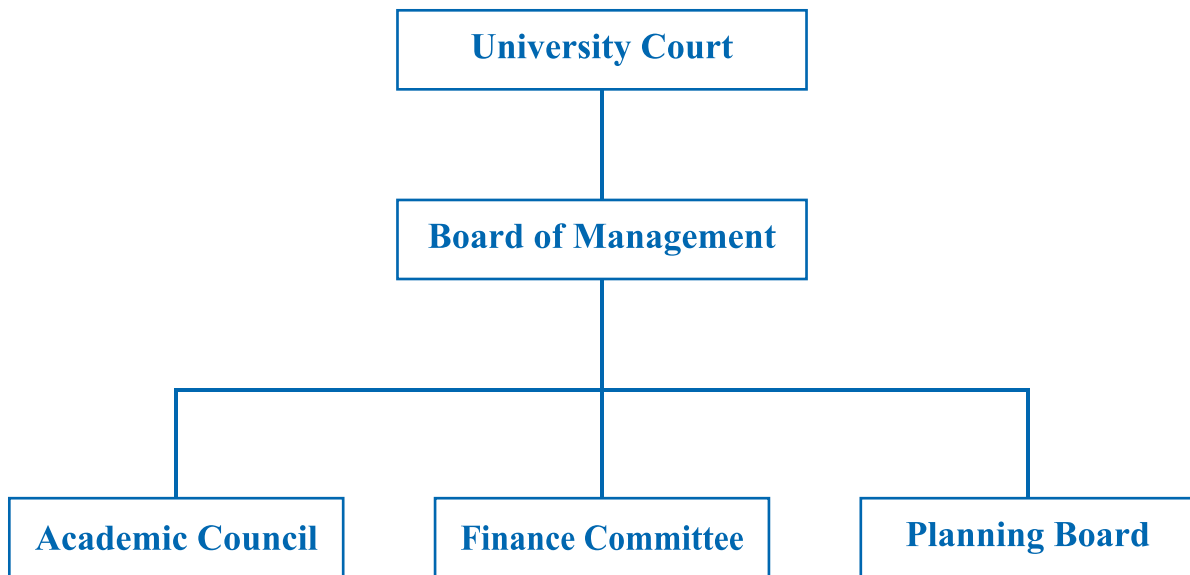 University Court
Board of Management
Academic Council
Finance Committee
Planning Board